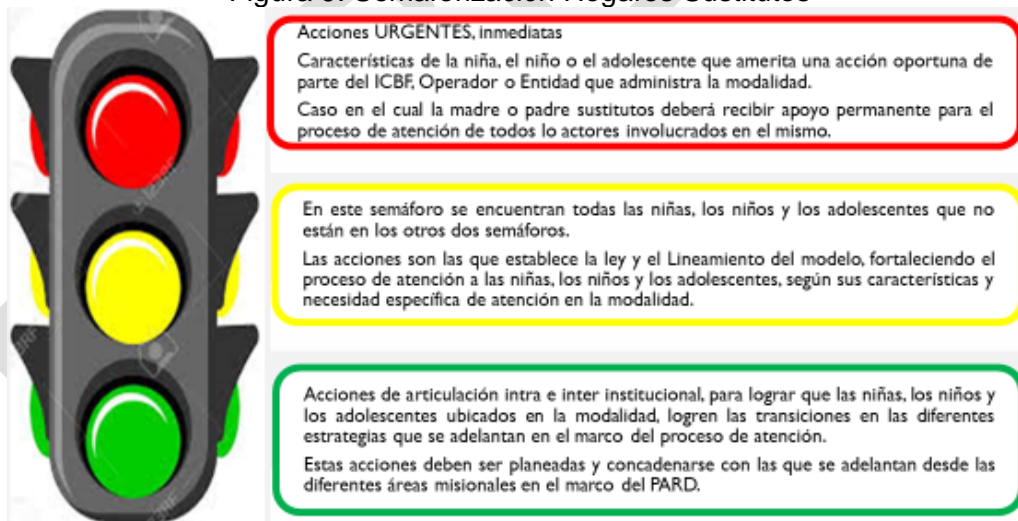 Acciones URGENTES, inmediatas
Características de la niña, el niño o el adolescente que amerita una acción oportuna de
parte del ICBF, Operador o Entidad que administra la modalidad.
Caso en el cual la madre o padre sustitutos deberá recibir apoyo permanente para el
proceso de atención de todos lo actores involucrados en el mismo.
En este semáforo se encuentran todas las niñas, los niños y los adolescentes que no
están en los otros dos semáforos.
Las acciones son las que establece la ley y el Lineamiento del modelo, fortaleciendo el
proceso de atención a las niñas, los niños y los adolescentes, según sus características y
necesidad específica de atención en la modalidad.
Acciones de articulación intra e inter institucional, para lograr que las niñas, los niños y
los adolescentes ubicados en la modalidad, logren las transiciones en las diferentes
estrategias que se adelantan en el marco del proceso de atención.
Estas acciones deben ser planeadas y concadenarse con las que se adelantan desde las
diferentes áreas misionales en el marco del PARD.